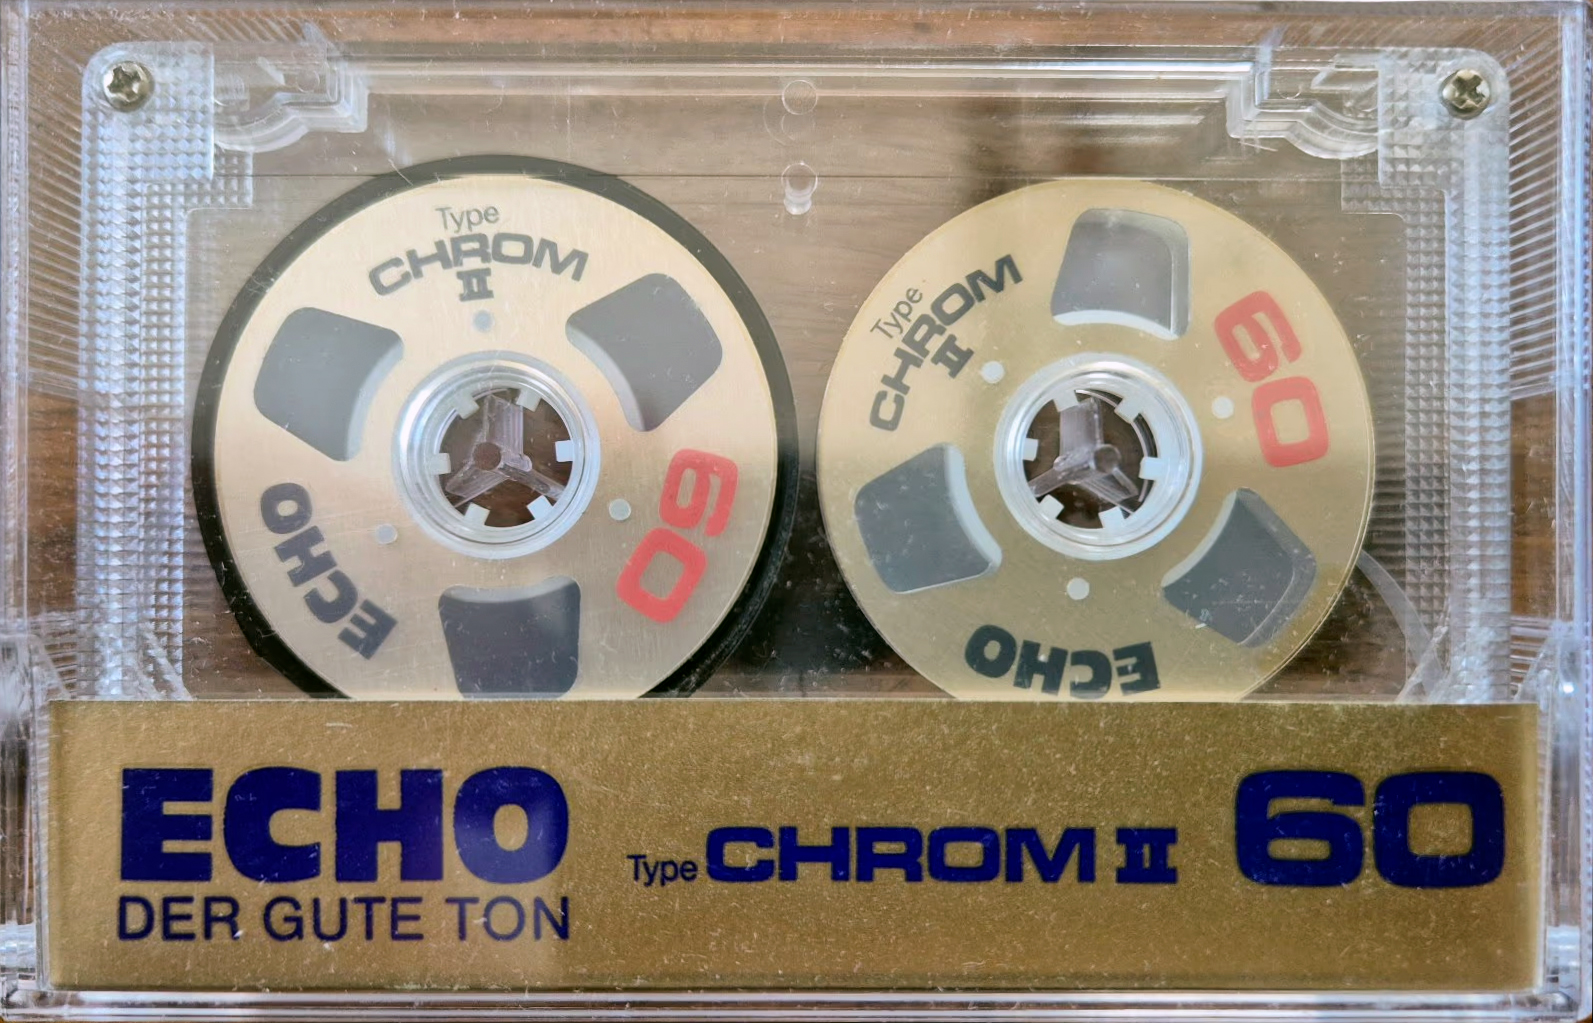 Type
CHROM
II
60
ECHO
Type
CHROM
II
60
ECHO
ECHO
DER GUTE TON
Type CHROM II 60